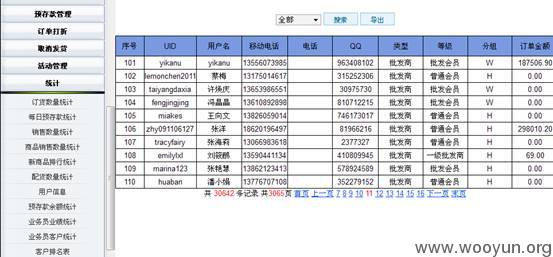 预存款管理
订单打折
取消发货
活动管理
统计
订货数量统计
每日预存款统计
销售数量统计
商品销售数量统计
新商品排行统计
配货数量统计
用户信息
预存款余额统计
业务员业绩统计
业务员客户统计
客户排名表
全部 搜索 导出
序号 UID 用户名 移动电话 电话 QQ 类型 等级 分组 订单金额
101 yikanu yikanu 13556073985 963408102 批发商 批发会员 W 187506.90
102 lemonchen2011 蔡梅 13175014617 315252306 批发商 普通会员 H 0.00
103 taiyangdaxia 许焕庆 13653986551 30975730 批发商 批发会员 W 0.00
104 fengjingjing 冯晶晶 13610892898 810712215 批发商 批发会员 W 0.00
105 miakes 王向文 13826059014 746173017 批发商 普通会员 H 0.00
106 zhy091106127 张洋 18620196497 81966216 批发商 普通会员 H 298010.20
107 tracyfairy 张海莉 13066983618 2377327 批发商 普通会员 H 0.00
108 emilylxl 刘筱鹂 13590441134 410809945 批发商 一级批发商 H 69.00
109 marina123 张艳慧 13862123413 578924589 批发商 批发会员 H 0.00
110 huaban 潘小娟 13776707108 352279152 批发商 普通会员 H 0.00
共 30642 条记录 共3065页 首页 上一页 7 8 9 10 11 12 13 14 15 16 下一页 末页
www.wooyun.org